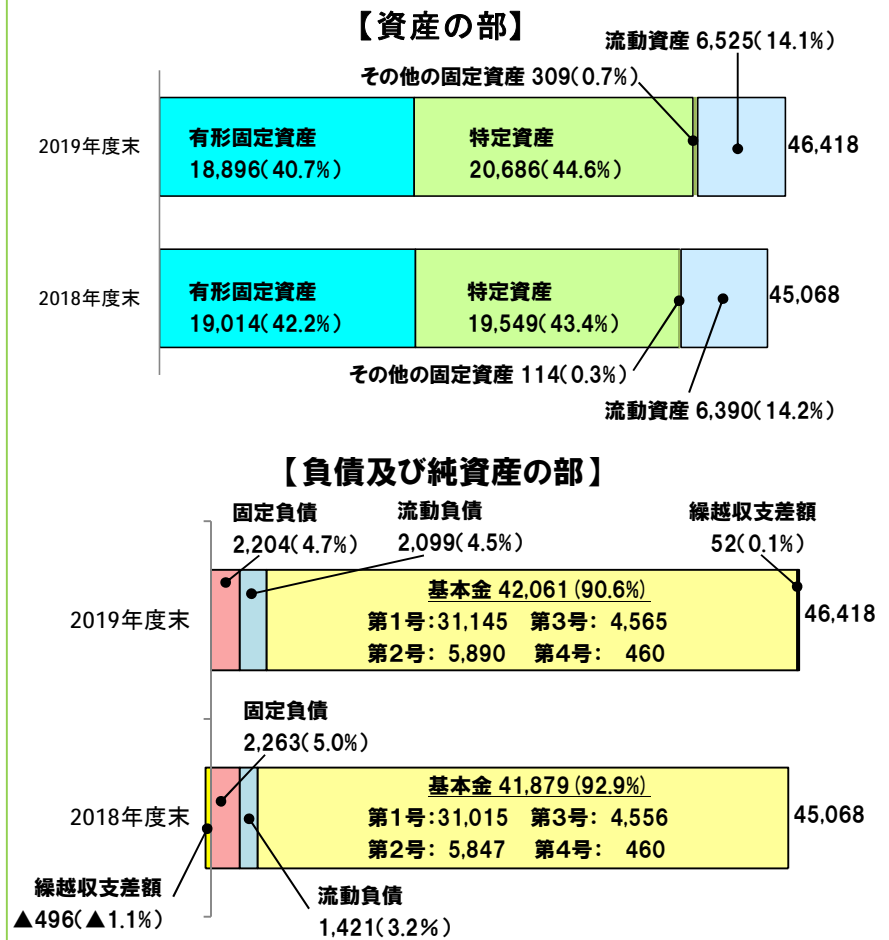 【資産の部】
流動資産 6,525(14.1%)
その他の固定資産 309(0.7%)
2019年度末
有形固定資産
18,896(40.7%)
特定資産
20,686(44.6%)
46,418
2018年度末
有形固定資産
19,014(42.2%)
特定資産
19,549(43.4%)
45,068
その他の固定資産 114(0.3%)
流動資産 6,390(14.2%)
【負債及び純資産の部】
固定負債
2,204(4.7%)
流動負債
2,099(4.5%)
繰越収支差額
52(0.1%)
2019年度末
基本金 42,061 (90.6%)
第1号:31,145 第3号: 4,565
第2号: 5,890 第4号: 460
46,418
固定負債
2,263(5.0%)
2018年度末
基本金 41,879 (92.9%)
第1号:31,015 第3号: 4,556
第2号: 5,847 第4号: 460
45,068
繰越収支差額
▲496(▲1.1%)
流動負債
1,421(3.2%)